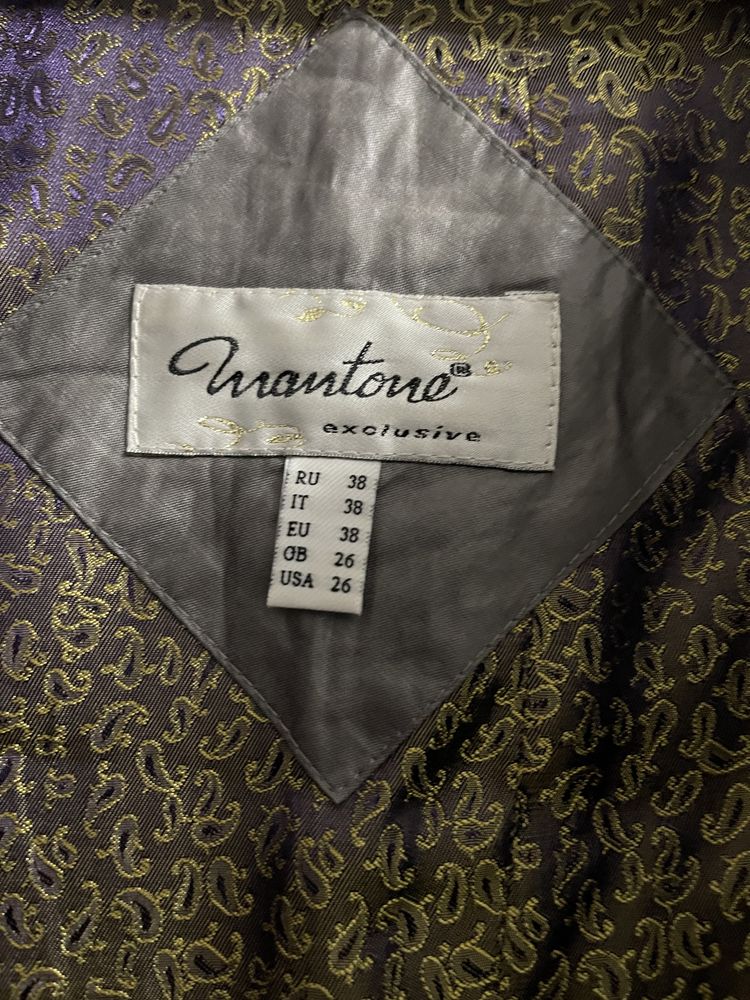 mantone®
exclusive
RU 38
IT 38
EU 38
GB 26
USA 26